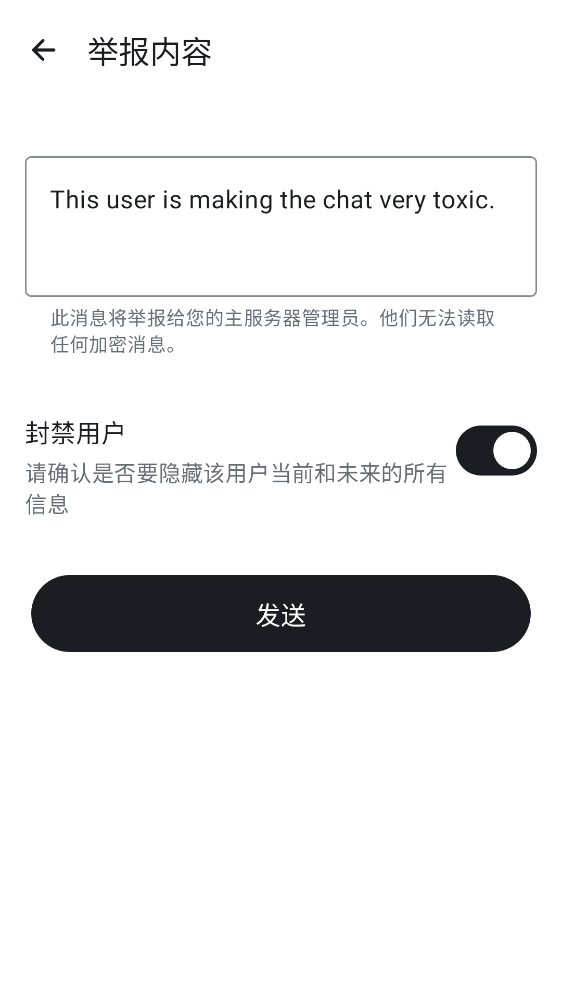 举报内容
This user is making the chat very toxic.
此消息将举报给您的主服务器管理员。他们无法读取
任何加密消息。
封禁用户
请确认是否要隐藏该用户当前和未来的所有
信息
发送